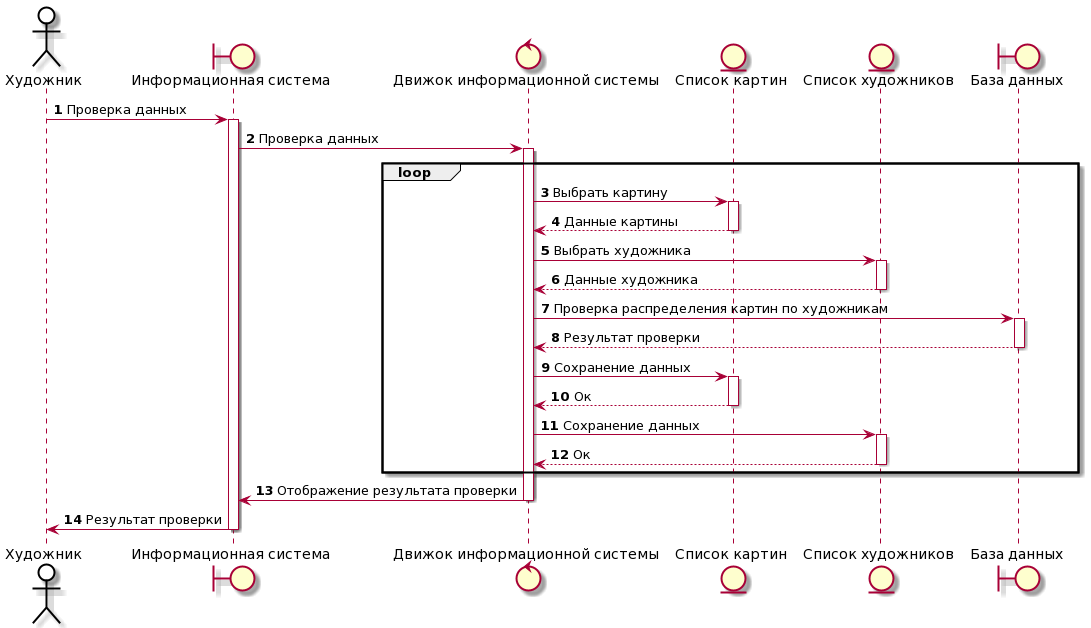 Художник
Информационная система
Движок информационной системы
Список картин
Список художников
База данных
1 Проверка данных
2 Проверка данных
loop
3 Выбрать картину
4 Данные картины
5 Выбрать художника
6 Данные художника
7 Проверка распределения картин по художникам
8 Результат проверки
9 Сохранение данных
10 Ок
11 Сохранение данных
12 Ок
13 Отображение результата проверки
14 Результат проверки
Художник
Информационная система
Движок информационной системы
Список картин
Список художников
База данных